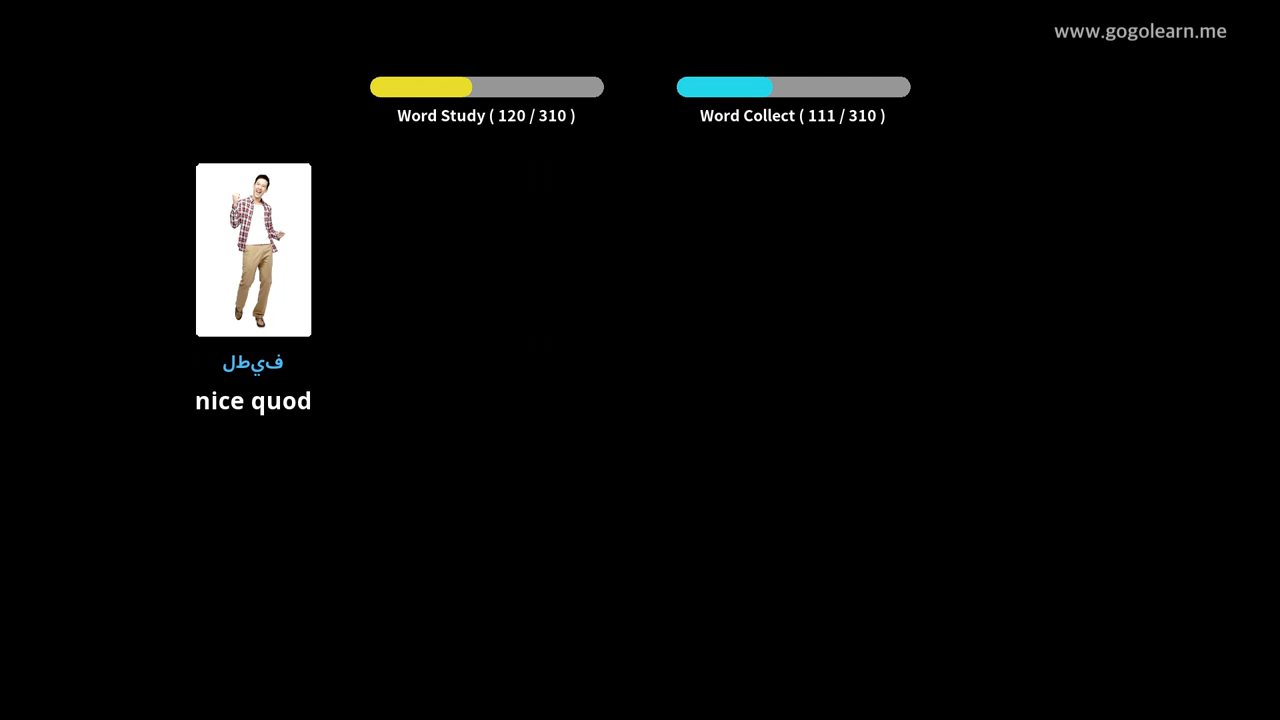 www.gogolearn.me
Word Study ( 120 / 310 )
Word Collect ( 111 / 310 )
فيطل
nice quod